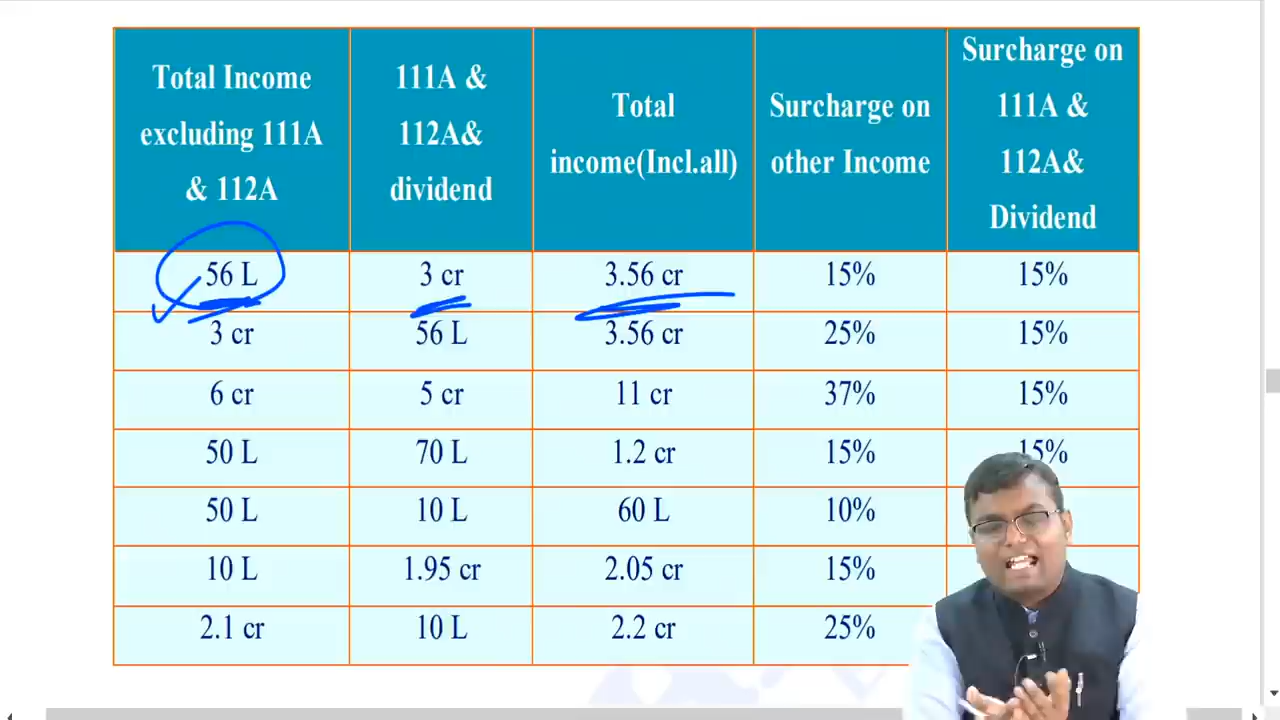 Total Income
excluding 111A
& 112A
111A &
112A&
dividend
Total
income(Incl.all)
Surcharge on
other Income
Surcharge on
111A &
112A&
Dividend
56 L 3 cr 3.56 cr 15% 15%
3 cr 56 L 3.56 cr 25% 15%
6 cr 5 cr 11 cr 37% 15%
50 L 70 L 1.2 cr 15% 15%
50 L 10 L 60 L 10%
10 L 1.95 cr 2.05 cr 15%
2.1 cr 10 L 2.2 cr 25%